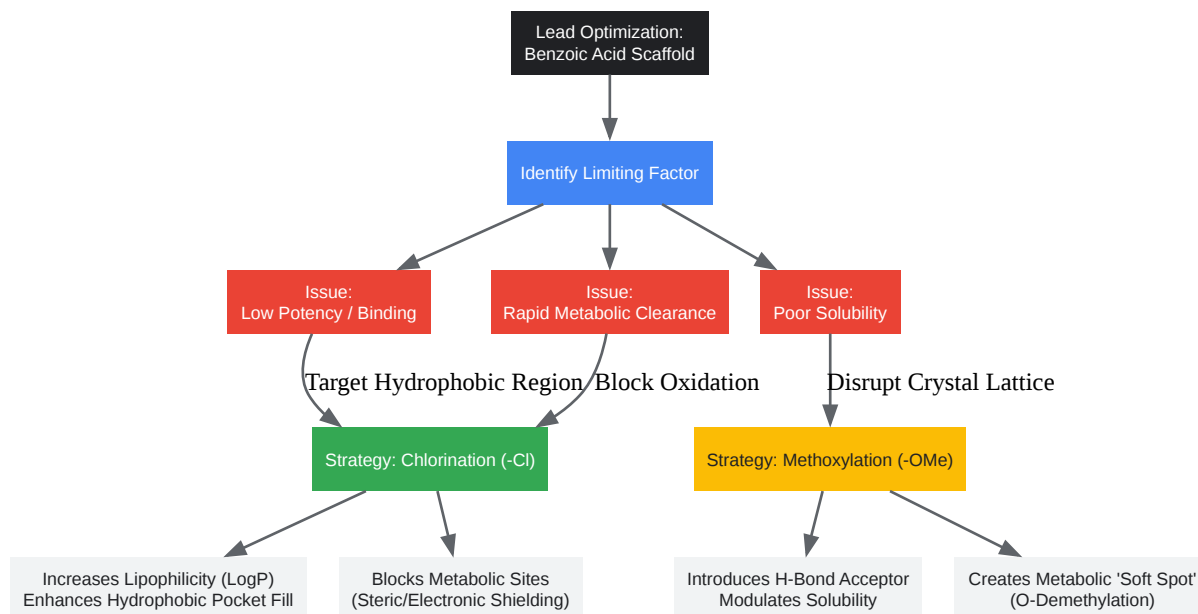 Lead Optimization:
Benzoic Acid Scaffold
Identify Limiting Factor
Issue:
Low Potency / Binding
Issue:
Rapid Metabolic Clearance
Issue:
Poor Solubility
Target Hydrophobic Region
Block Oxidation
Disrupt Crystal Lattice
Strategy: Chlorination (-Cl)
Strategy: Methoxylation (-OMe)
Increases Lipophilicity (LogP)
Enhances Hydrophobic Pocket Fill
Blocks Metabolic Sites
(Steric/Electronic Shielding)
Introduces H-Bond Acceptor
Modulates Solubility
Creates Metabolic 'Soft Spot'
(O-Demethylation)